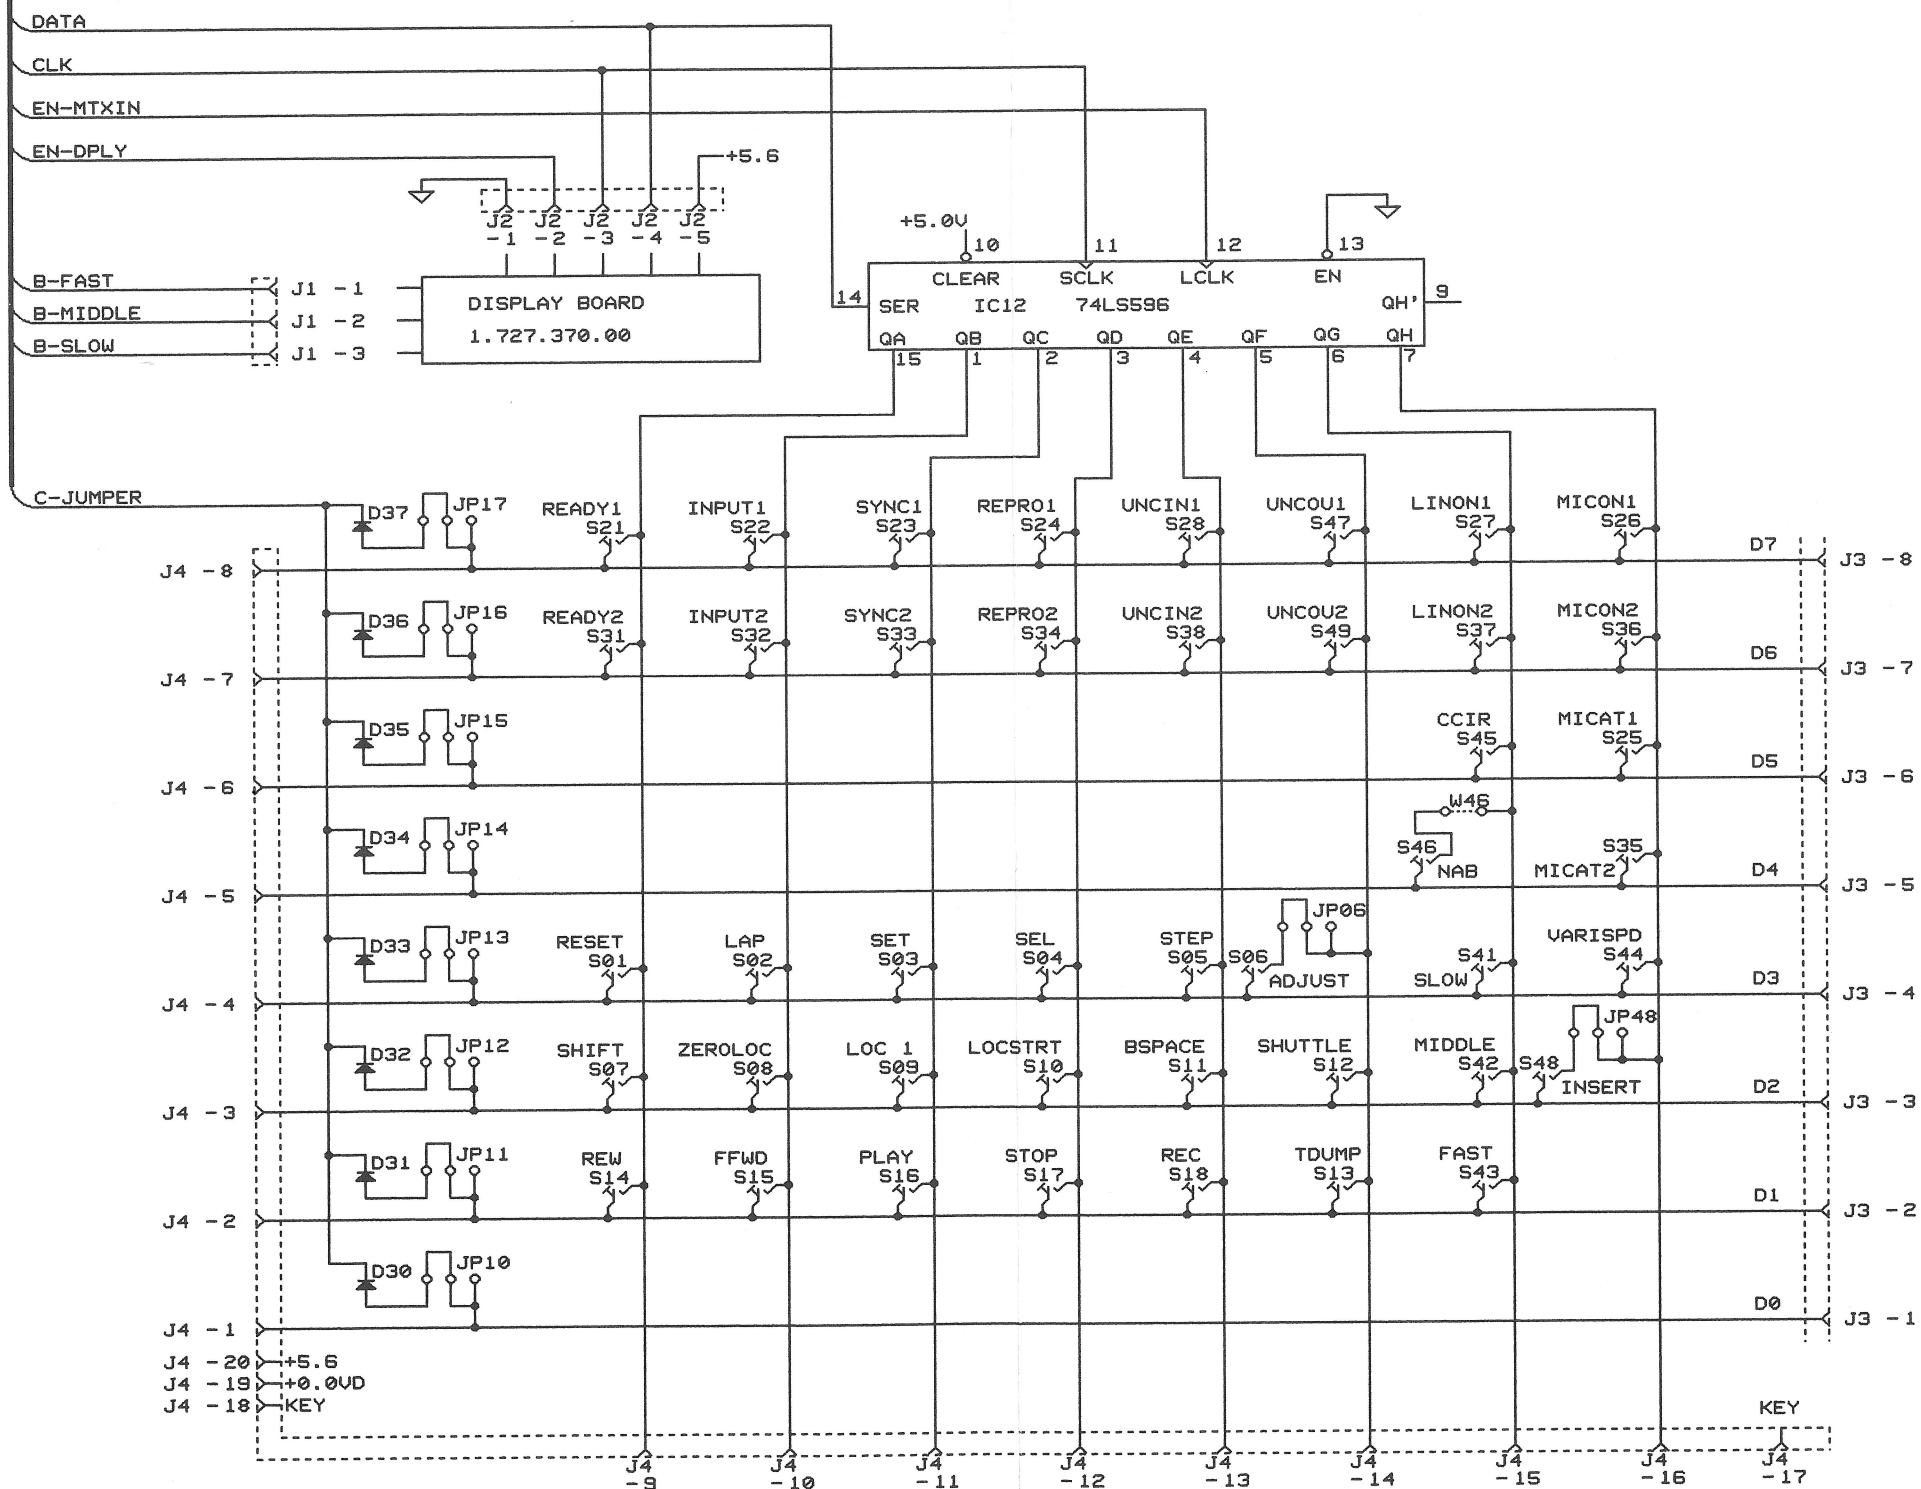 DATA
CLK
EN-MTXIN
EN-DPLY
+5.6
J2 J2 J2 J2 J2
-1 -2 -3 -4 -5
+5.0V
10 11 12 13
CLEAR SCLK LCLK EN
14 SER IC12 74LS596 QH' 9
QA QB QC QD QE QF QG QH
15 1 2 3 4 5 6 7
B-FAST J1 -1
B-MIDDLE J1 -2
B-SLOW J1 -3
DISPLAY BOARD
1.727.370.00
C-JUMPER
D37 JP17 READY1 INPUT1 SYNC1 REPRO1 UNCIN1 UNCOU1 LINON1 MICON1
S21 S22 S23 S24 S28 S47 S27 S26
J4 -8 D7 J3 -8
D36 JP16 READY2 INPUT2 SYNC2 REPRO2 UNCIN2 UNCOU2 LINON2 MICON2
S31 S32 S33 S34 S38 S49 S37 S36
J4 -7 D6 J3 -7
D35 JP15 CCIR MICAT1
S45 S25
J4 -6 D5 J3 -6
W46
D34 JP14 S46 S35
NAB MICAT2
J4 -5 D4 J3 -5
JP06
D33 JP13 RESET LAP SET SEL STEP VARISPD
S01 S02 S03 S04 S05 S06 S41 S44
ADJUST SLOW
J4 -4 D3 J3 -4
JP48
D32 JP12 SHIFT ZEROLOC LOC 1 LOCSTRT BSPACE SHUTTLE MIDDLE
S07 S08 S09 S10 S11 S12 S42 S48
INSERT
J4 -3 D2 J3 -3
D31 JP11 REW FFWD PLAY STOP REC TDUMP FAST
S14 S15 S16 S17 S18 S13 S43
J4 -2 D1 J3 -2
D30 JP10
J4 -1 D0 J3 -1
J4 -20 +5.6
J4 -19 +0.0VD
J4 -18 KEY
KEY
J4 J4 J4 J4 J4 J4 J4 J4 J4
-9 -10 -11 -12 -13 -14 -15 -16 -17